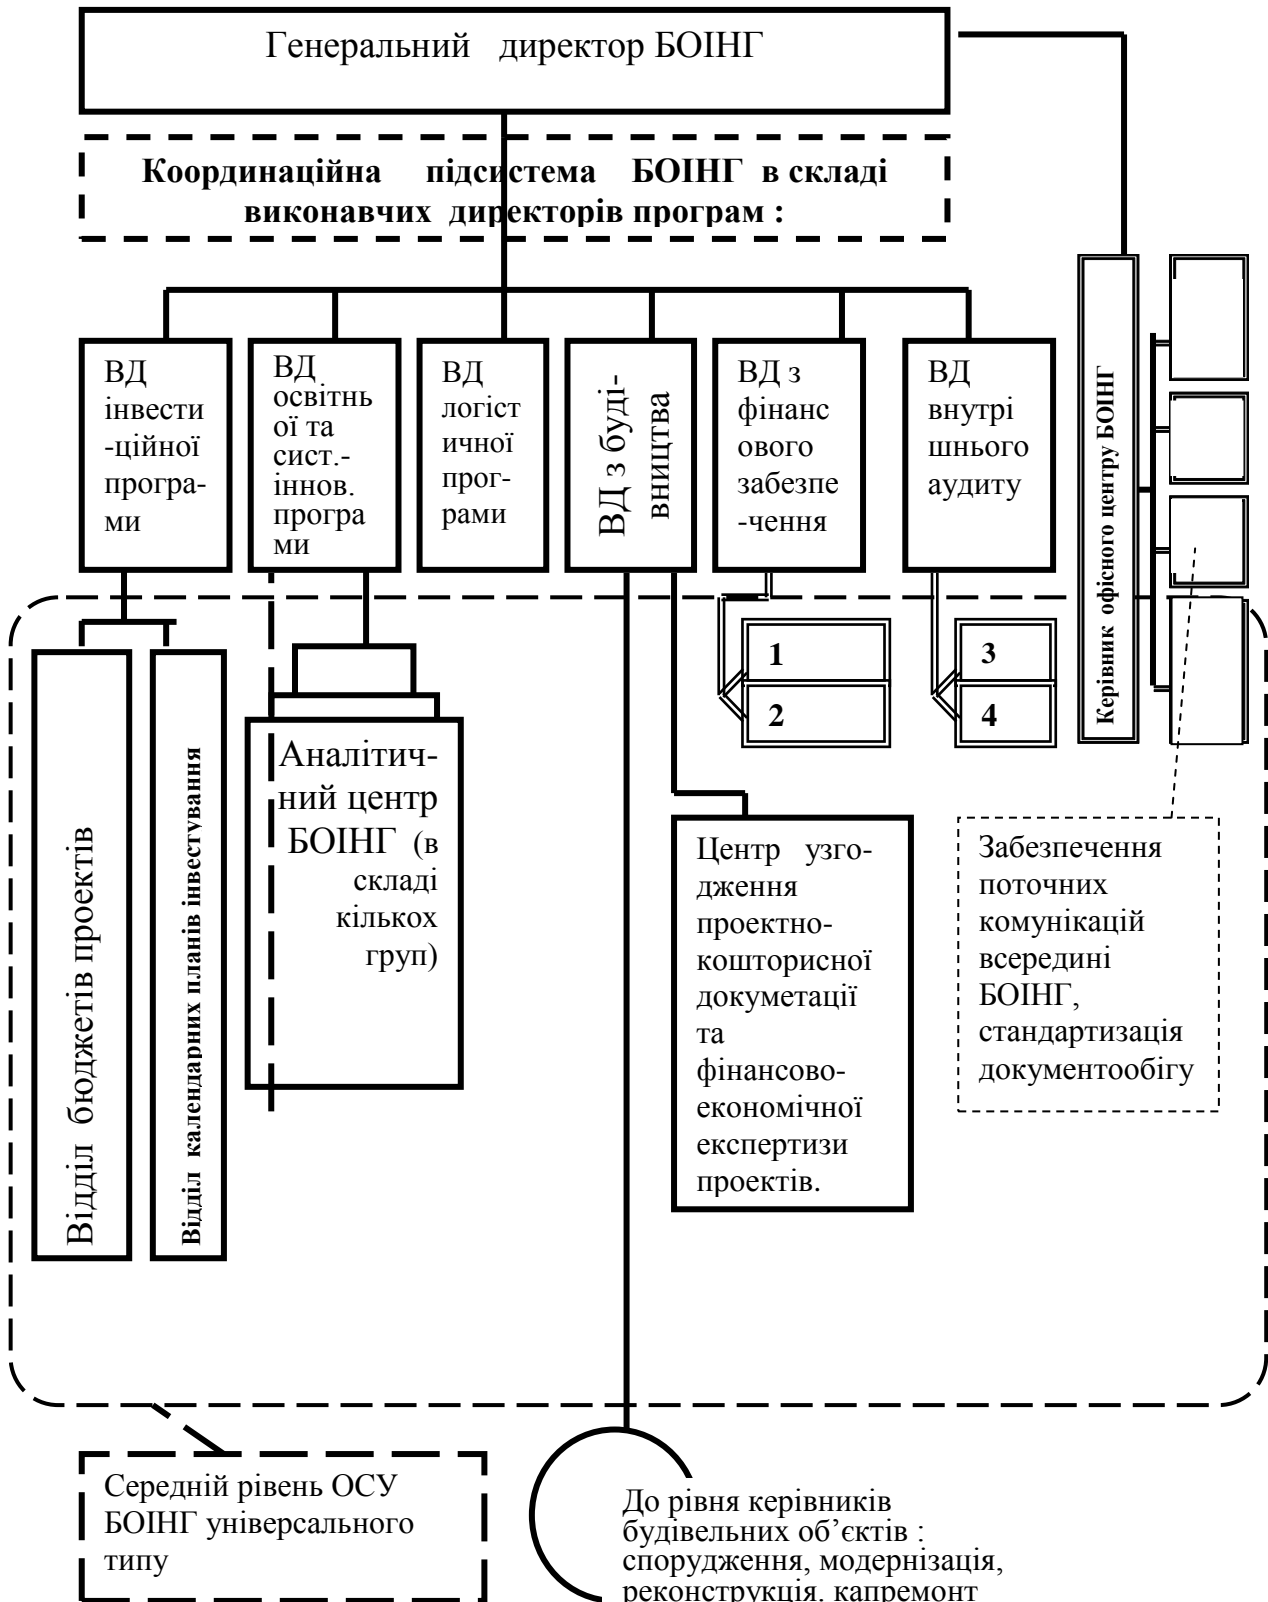 Генеральний директор БОІНГ
Координаційна підсистема БОІНГ в складі
виконавчих директорів програм :
ВД
інвести
-ційної
програ-
ми
ВД
освітнь
ої та
сист.-
іннов.
програ
ми
ВД
логіст
ичної
прог-
рами
ВД з буді-
вництва
ВД з
фінанс
ового
забезпе
-чення
ВД
внутрі
шнього
аудиту
Керівник офісного центру БОІНГ
1
2
3
4
Відділ бюджетів проектів
Відділ календарних планів інвестування
Аналітич-
ний центр
БОІНГ (в
складі
кількох
груп)
Центр узго-
дження
проектно-
кошторисної
докуметації
та
фінансово-
економічної
експертизи
проектів.
Забезпечення
поточних
комунікацій
всередині
БОІНГ,
стандартизація
документообігу
Середній рівень ОСУ
БОІНГ універсального
типу
До рівня керівників
будівельних об’єктів :
спорудження, модернізація,
реконструкція. капремонт